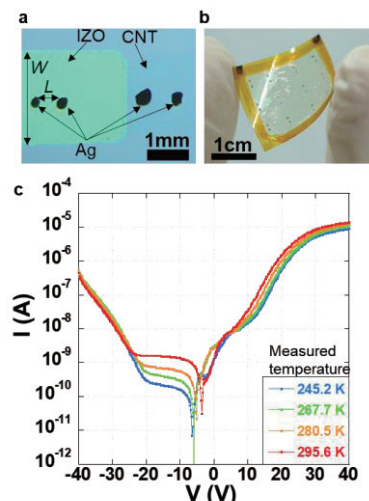 a
IZO CNT
W
L
Ag
1mm
b
1cm
c
I (A)
10⁻⁴
10⁻⁵
10⁻⁶
10⁻⁷
10⁻⁸
10⁻⁹
10⁻¹⁰
10⁻¹¹
10⁻¹²
Measured
temperature
245.2 K
267.7 K
280.5 K
295.6 K
-40 -30 -20 -10 0 10 20 30 40
V (V)